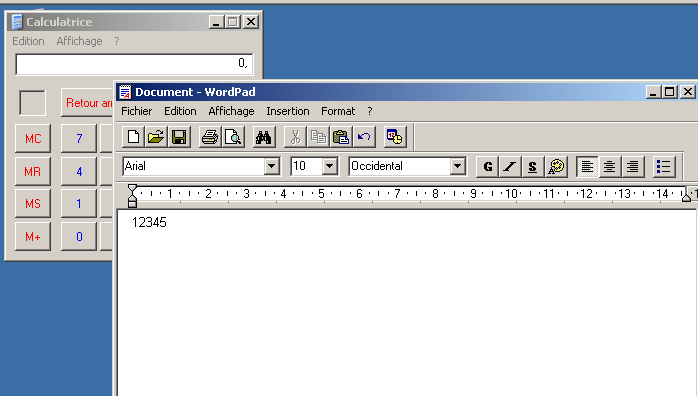 Calculatrice
Edition Affichage ?
0,
Retour ar
MC 7
MR 4
MS 1
M+ 0
Document - WordPad
Fichier Edition Affichage Insertion Format ?
Arial 10 Occidental G I S
1 2 3 4 5 6 7 8 9 10 11 12 13 14
12345